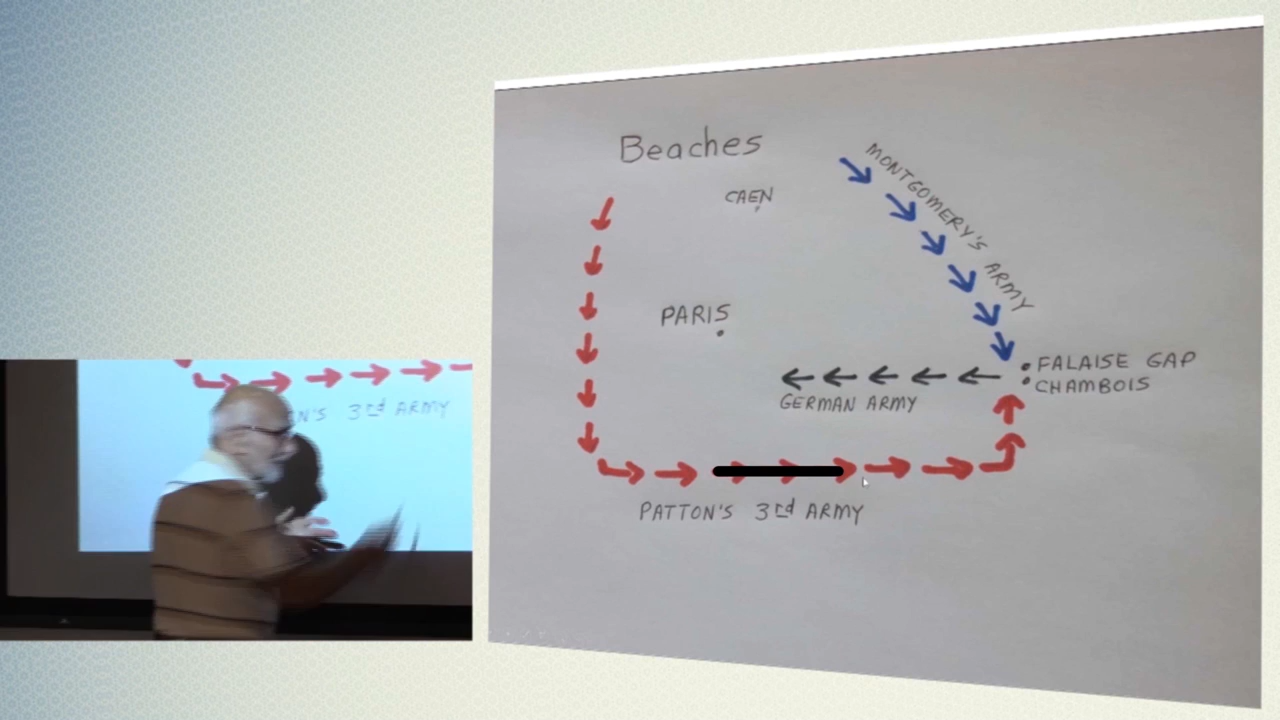 Beaches
CAEN
MONTGOMERY'S ARMY
PARIS
FALAISE GAP
CHAMBOIS
GERMAN ARMY
PATTON'S 3rd ARMY
N'S 3rd ARMY